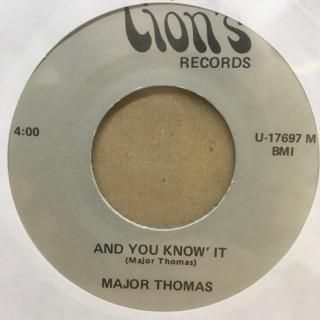 Lion's
RECORDS
4:00
U-17697 M
BMI
AND YOU KNOW' IT
(Major Thomas)
MAJOR THOMAS